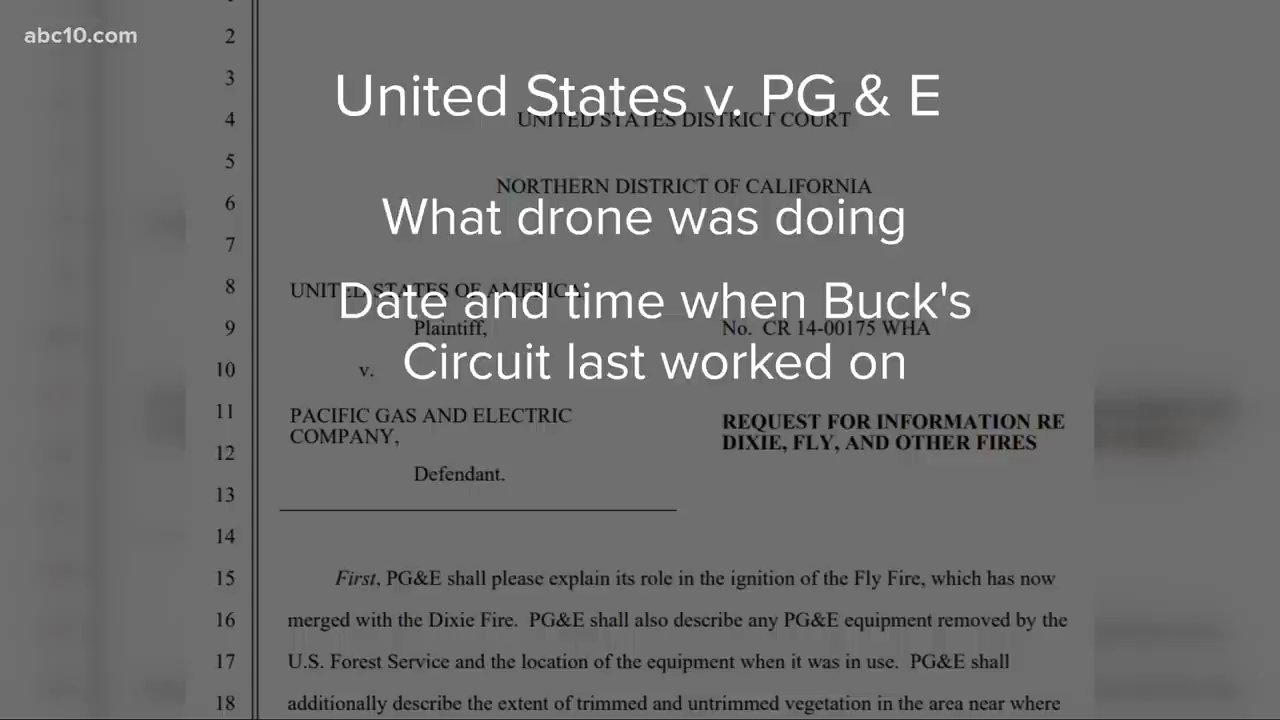 abc10.com
United States v. PG & E
What drone was doing
Date and time when Buck's
Circuit last worked on
2
3
4
UNITED STATES DISTRICT COURT
5
NORTHERN DISTRICT OF CALIFORNIA
6
7
8
UNITED STATES OF AMERICA,
9
Plaintiff,
No. CR 14-00175 WHA
10
v.
11
PACIFIC GAS AND ELECTRIC
COMPANY,
REQUEST FOR INFORMATION RE
DIXIE, FLY, AND OTHER FIRES
12
Defendant.
13
14
15 First, PG&E shall please explain its role in the ignition of the Fly Fire, which has now
16 merged with the Dixie Fire. PG&E shall also describe any PG&E equipment removed by the
17 U.S. Forest Service and the location of the equipment when it was in use. PG&E shall
18 additionally describe the extent of trimmed and untrimmed vegetation in the area near where